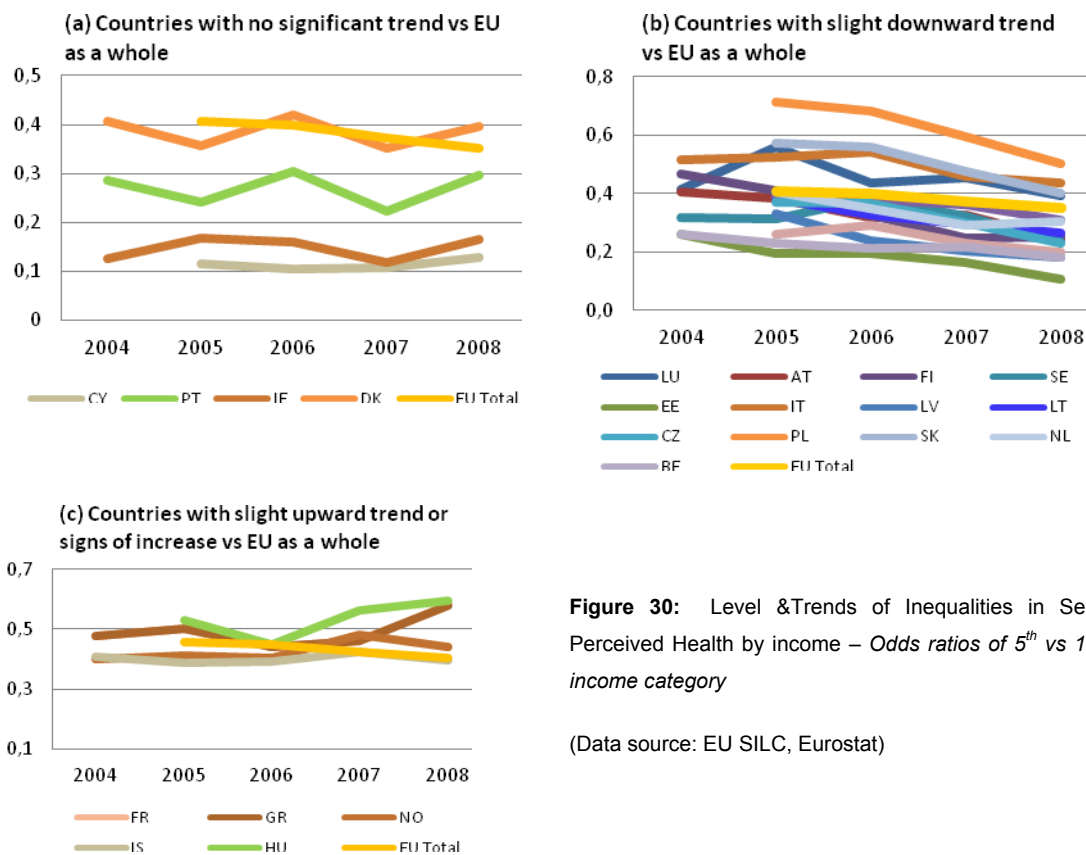 (a) Countries with no significant trend vs EU
as a whole
0,5
0,4
0,3
0,2
0,1
0
2004 2005 2006 2007 2008
CY PT IE DK EU Total
(b) Countries with slight downward trend
vs EU as a whole
0,8
0,6
0,4
0,2
0,0
2004 2005 2006 2007 2008
LU AT FI SE
EE IT LV LT
CZ PL SK NL
BE EU Total
(c) Countries with slight upward trend or
signs of increase vs EU as a whole
0,7
0,5
0,3
0,1
2004 2005 2006 2007 2008
FR GR NO
IS HU EU Total
Figure 30: Level &Trends of Inequalities in Se
Perceived Health by income – Odds ratios of 5th vs 1
income category
(Data source: EU SILC, Eurostat)